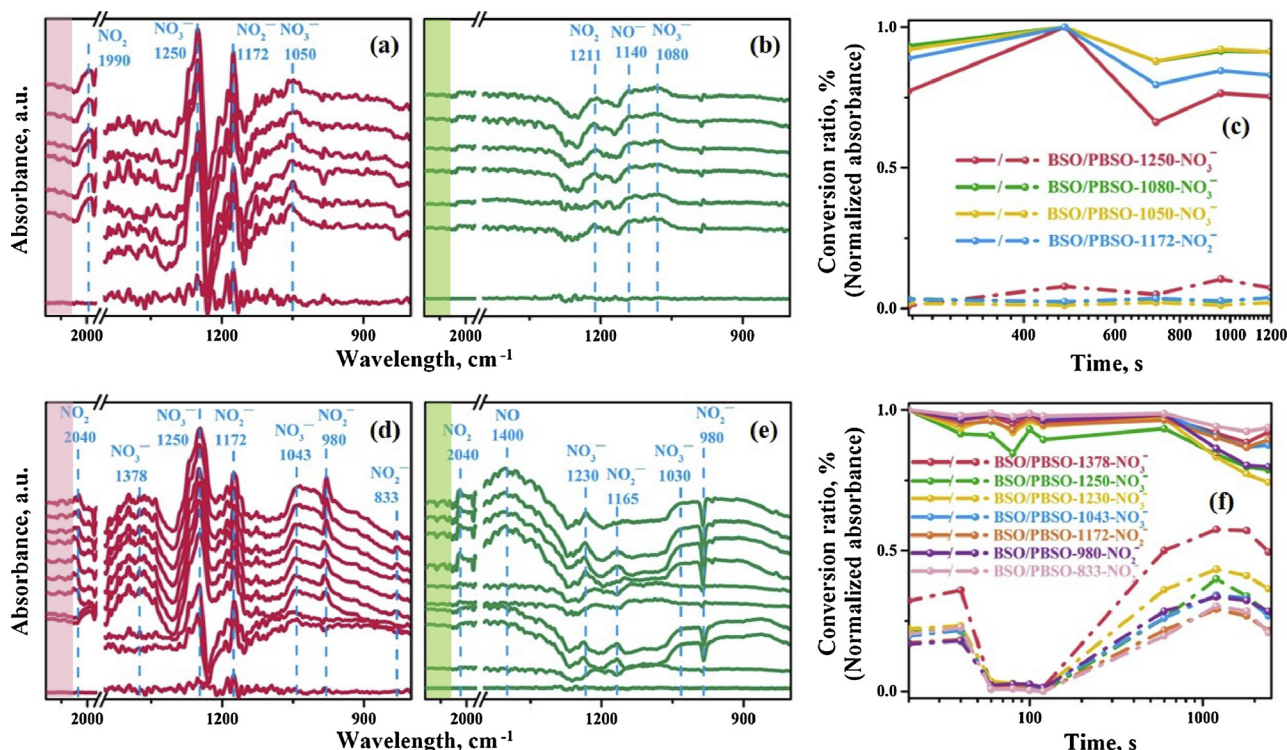 (a)
NO2
1990
NO3−
1250
NO2−
1172
NO3−
1050
Absorbance, a.u.
2000
1200
900
(b)
NO2
1211
NO−
1140
NO3−
1080
2000
1200
900
Wavelength, cm-1
(c)
Conversion ratio, %
(Normalized absorbance)
1.0
0.5
0.0
BSO/PBSO-1250-NO3−
BSO/PBSO-1080-NO3−
BSO/PBSO-1050-NO3−
BSO/PBSO-1172-NO2−
400
600
800
1000
1200
Time, s
(d)
NO2
2040
NO3−
1378
NO3−
1250
NO2−
1172
NO3−
1043
NO2−
980
NO2−
833
Absorbance, a.u.
2000
1200
900
(e)
NO2
2040
NO
1400
NO3−
1230
NO2−
1165
NO3−
1030
NO2−
980
2000
1200
900
Wavelength, cm-1
(f)
Conversion ratio, %
(Normalized absorbance)
1.0
0.5
0.0
BSO/PBSO-1378-NO3−
BSO/PBSO-1250-NO3−
BSO/PBSO-1230-NO3−
BSO/PBSO-1043-NO3−
BSO/PBSO-1172-NO2−
BSO/PBSO-980-NO2−
BSO/PBSO-833-NO2−
100
1000
Time, s